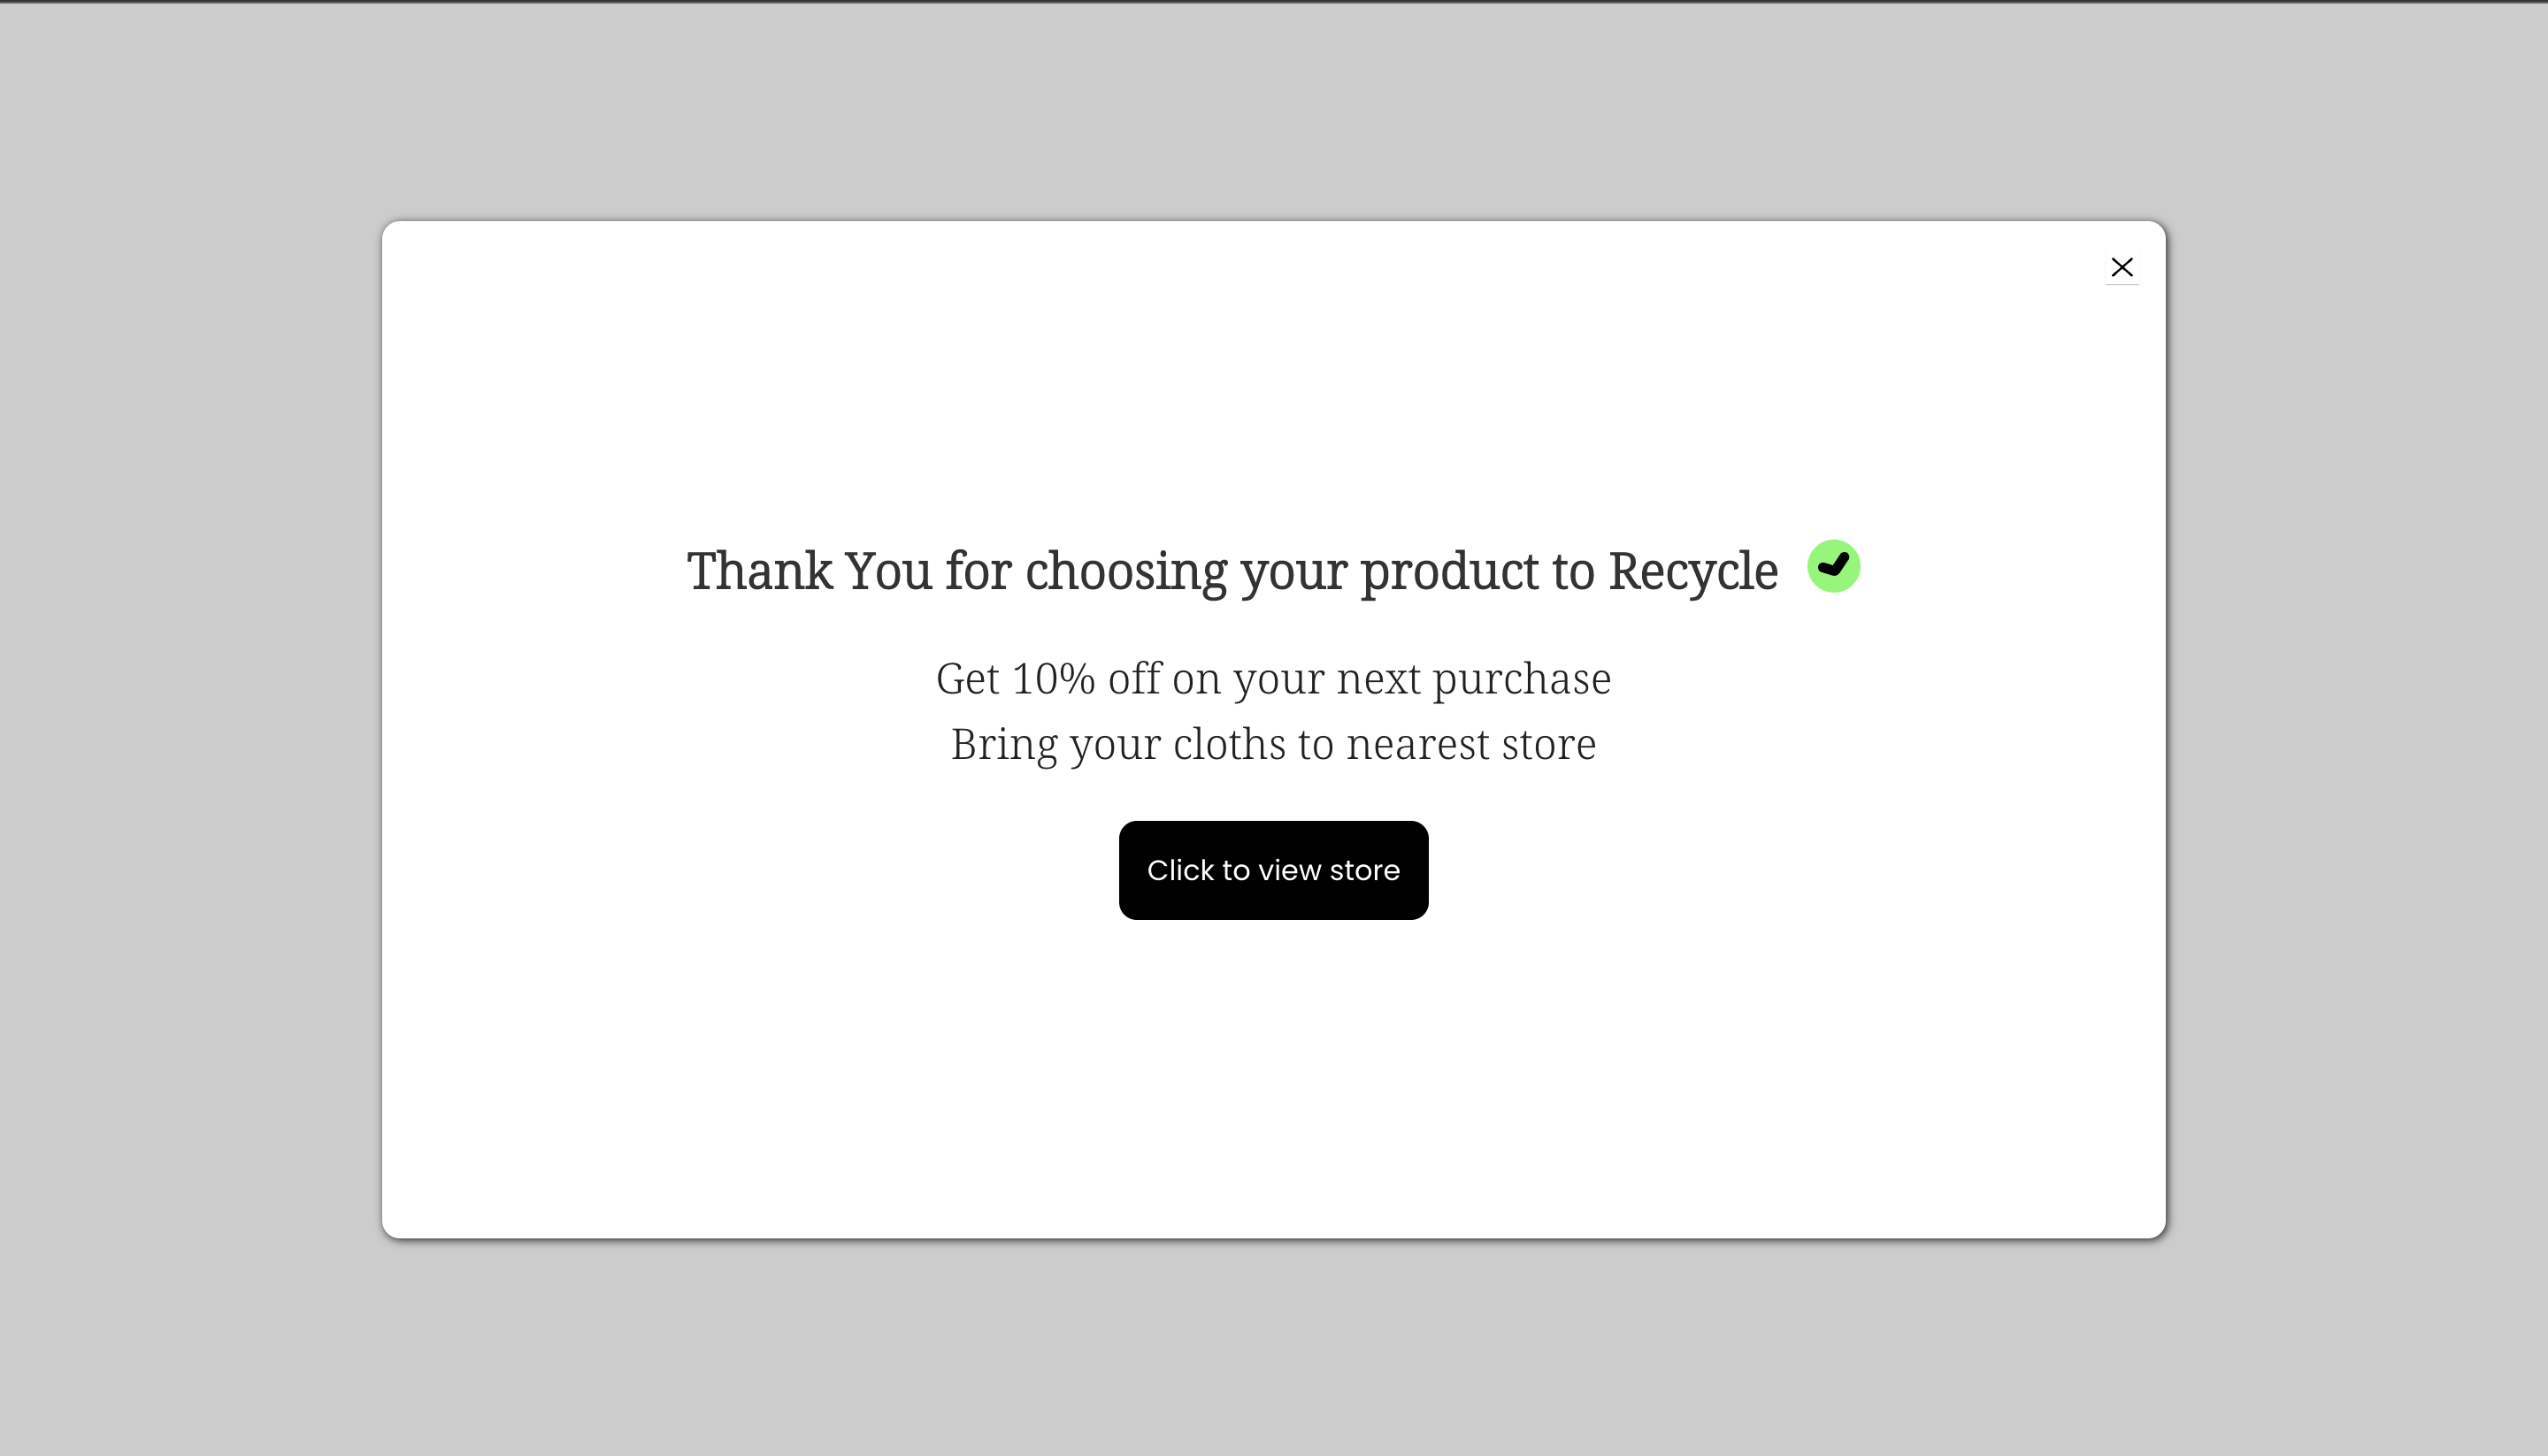 Thank You for choosing your product to Recycle
Get 10% off on your next purchase
Bring your cloths to nearest store
Click to view store